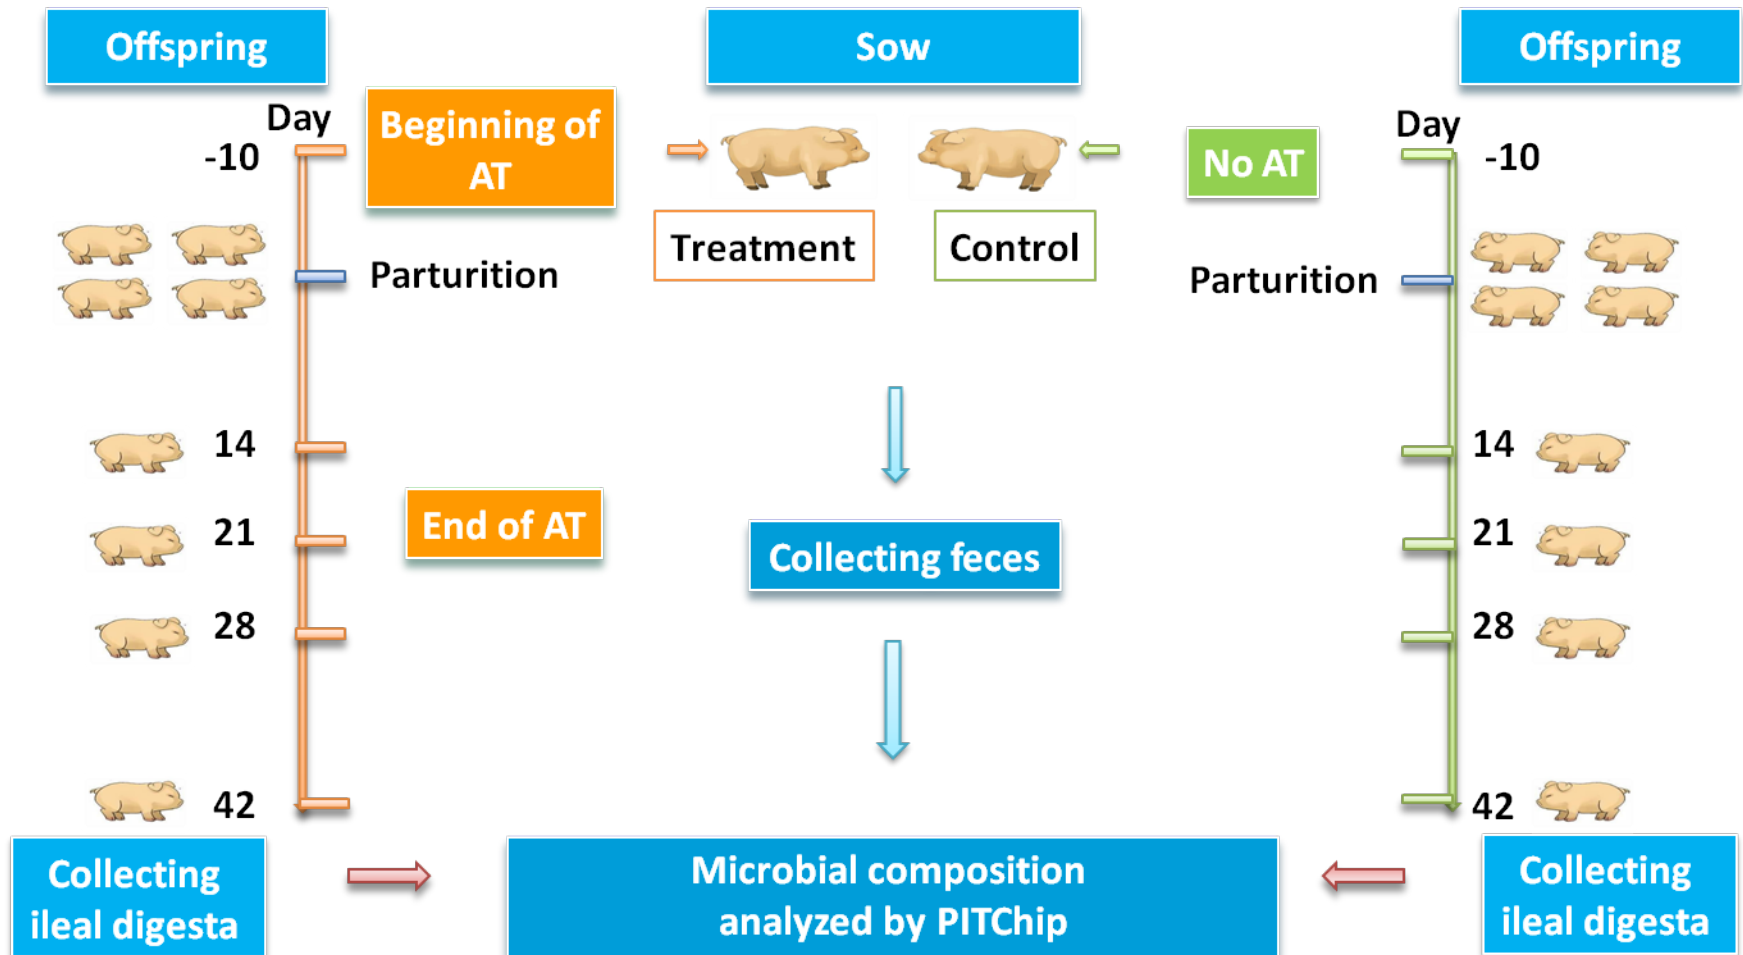 Offspring
Sow
Offspring
Day
Beginning of
AT
No AT
Day
-10
-10
Treatment
Control
Parturition
Parturition
14
14
21
End of AT
Collecting feces
21
28
28
42
42
Collecting
ileal digesta
Microbial composition
analyzed by PITChip
Collecting
ileal digesta